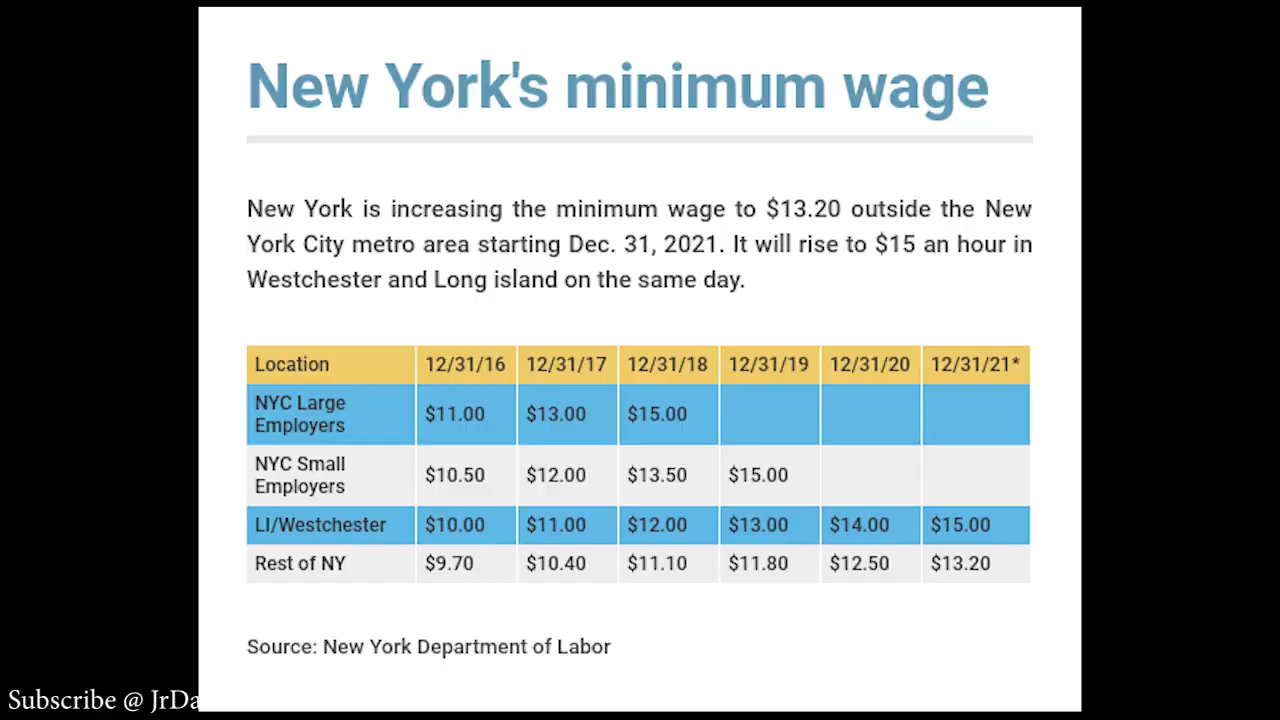 New York's minimum wage
New York is increasing the minimum wage to $13.20 outside the New
York City metro area starting Dec. 31, 2021. It will rise to $15 an hour in
Westchester and Long island on the same day.
Location 12/31/16 12/31/17 12/31/18 12/31/19 12/31/20 12/31/21*
NYC Large
Employers $11.00 $13.00 $15.00
NYC Small
Employers $10.50 $12.00 $13.50 $15.00
LI/Westchester $10.00 $11.00 $12.00 $13.00 $14.00 $15.00
Rest of NY $9.70 $10.40 $11.10 $11.80 $12.50 $13.20
Source: New York Department of Labor
Subscribe @ JrDa